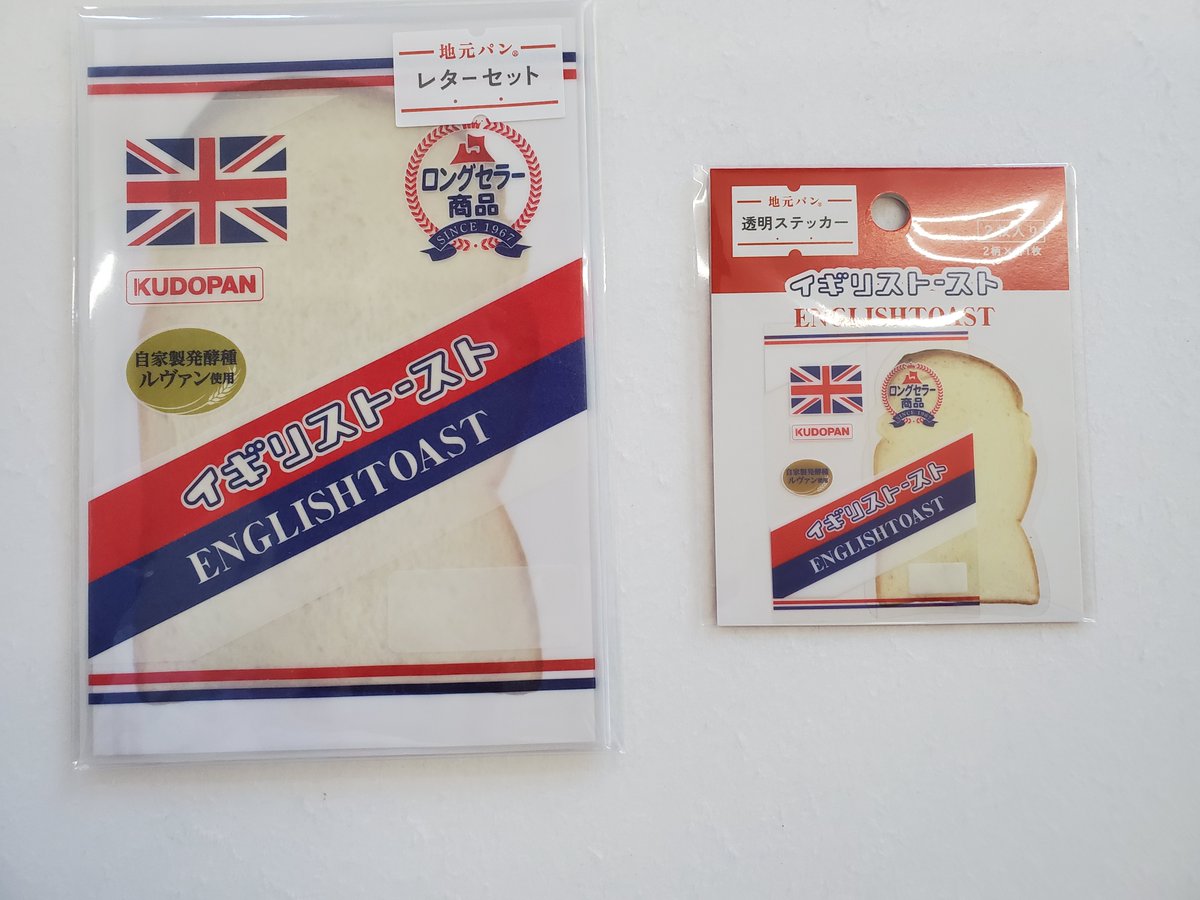 地元パン®
レターセット
ロングセラー
商品
SINCE 1967
KUDOPAN
自家製発酵種
ルヴァン使用
イギリストースト
ENGLISHTOAST
地元パン®
透明ステッカー
イギリストースト
ENGLISHTOAST
ロングセラー
商品
SINCE 1967
KUDOPAN
自家製発酵種
ルヴァン使用
イギリストースト
ENGLISHTOAST